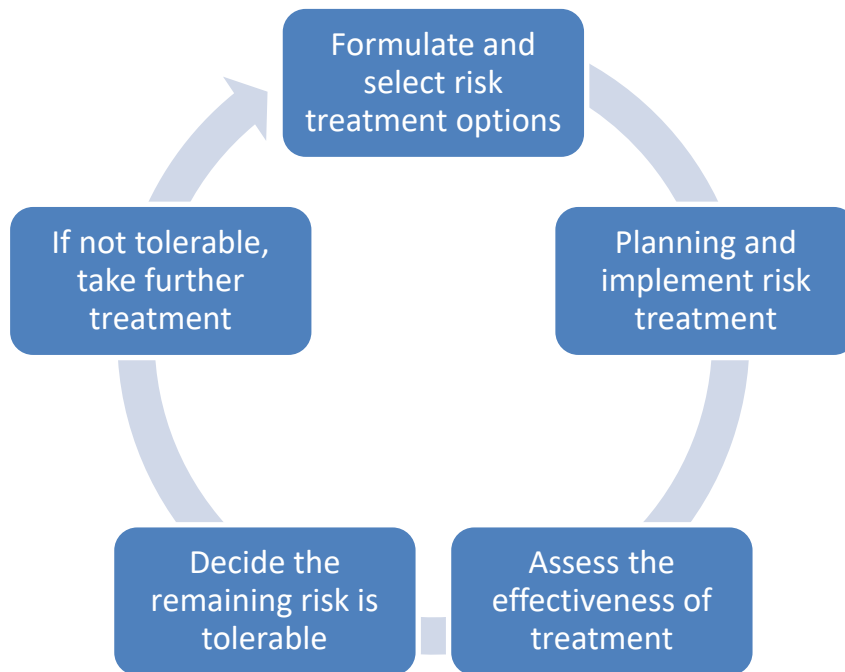 Formulate and
select risk
treatment options
Planning and
implement risk
treatment
Assess the
effectiveness of
treatment
Decide the
remaining risk is
tolerable
If not tolerable,
take further
treatment